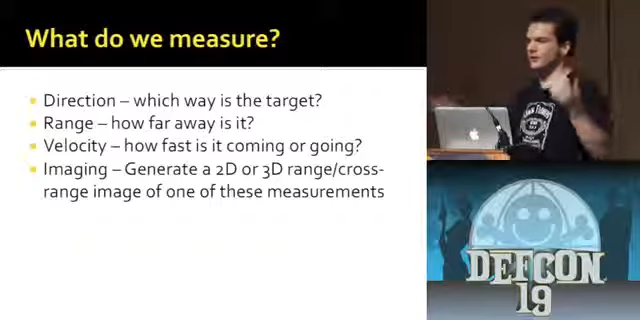 What do we measure?
Direction – which way is the target?
Range – how far away is it?
Velocity – how fast is it coming or going?
Imaging – Generate a 2D or 3D range/cross-
range image of one of these measurements
DEFCON
19